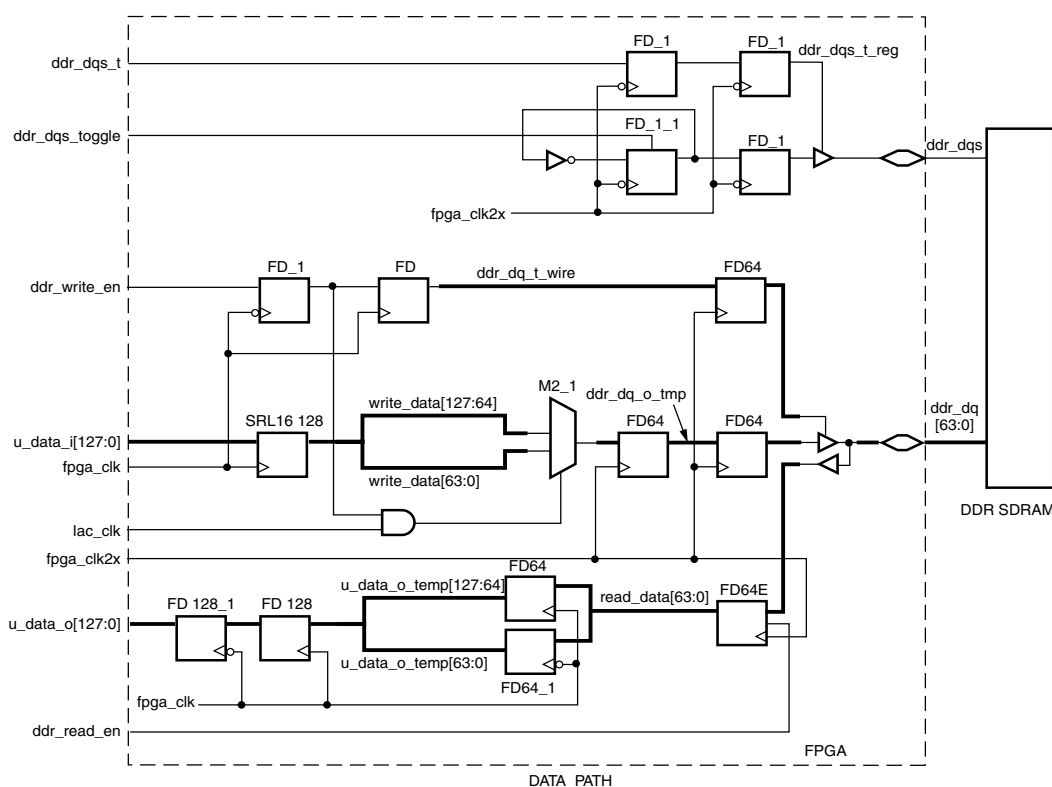 FD_1
FD_1
ddr_dqs_t_reg
ddr_dqs_t
ddr_dqs_toggle
FD_1_1
FD_1
ddr_dqs
fpga_clk2x
FD_1
FD
ddr_dq_t_wire
FD64
ddr_write_en
M2_1
write_data[127:64]
ddr_dq_o_tmp
SRL16 128
FD64
FD64
ddr_dq
[63:0]
u_data_i[127:0]
fpga_clk
write_data[63:0]
DDR SDRAM
lac_clk
fpga_clk2x
FD64
u_data_o_temp[127:64]
FD64E
read_data[63:0]
FD 128_1
FD 128
u_data_o[127:0]
u_data_o_temp[63:0]
FD64_1
fpga_clk
ddr_read_en
FPGA
DATA_PATH